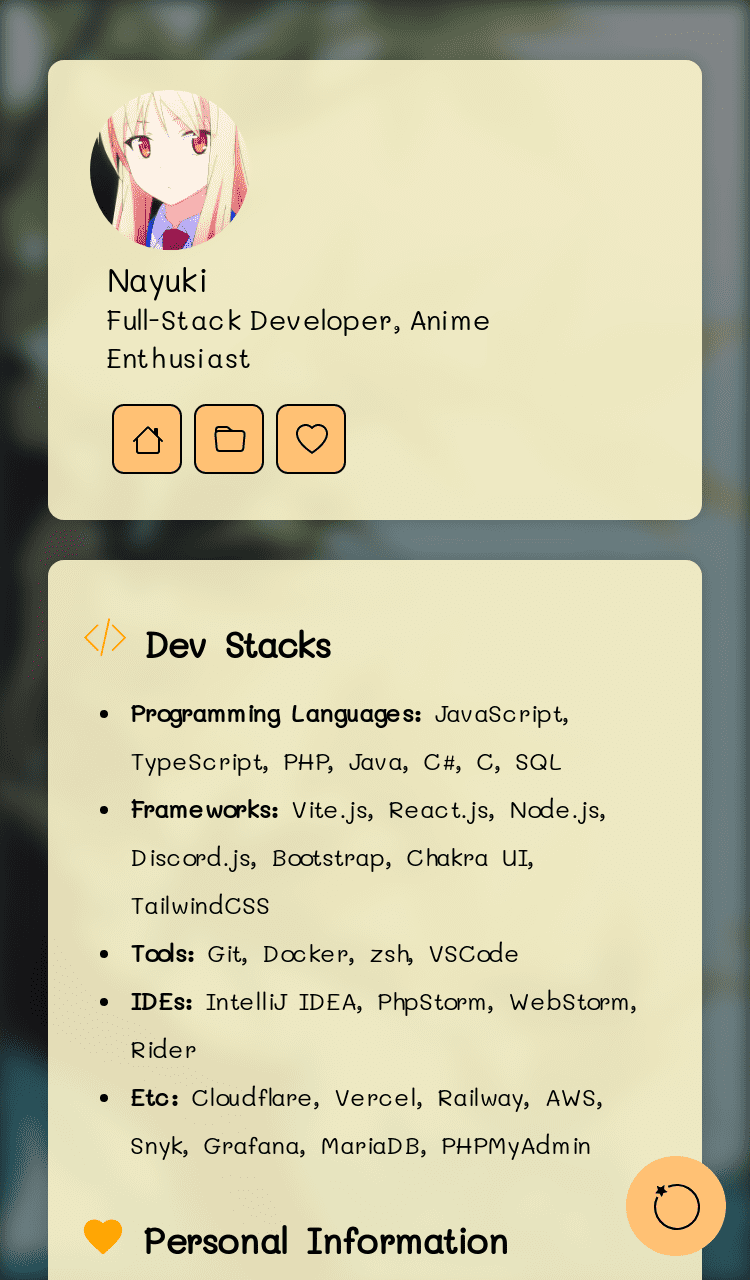 Nayuki
Full-Stack Developer, Anime
Enthusiast
Dev Stacks
Programming Languages: JavaScript,
TypeScript, PHP, Java, C#, C, SQL
Frameworks: Vite.js, React.js, Node.js,
Discord.js, Bootstrap, Chakra UI,
TailwindCSS
Tools: Git, Docker, zsh, VSCode
IDEs: IntelliJ IDEA, PhpStorm, WebStorm,
Rider
Etc: Cloudflare, Vercel, Railway, AWS,
Snyk, Grafana, MariaDB, PHPMyAdmin
Personal Information